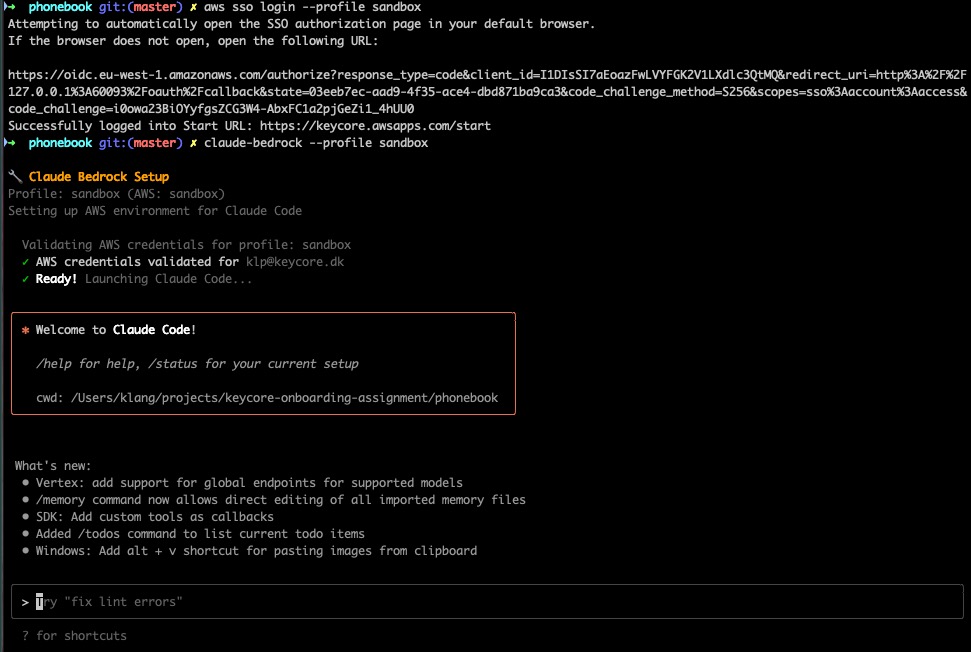 ➜ phonebook git:(master) ✗ aws sso login --profile sandbox
Attempting to automatically open the SSO authorization page in your default browser.
If the browser does not open, open the following URL:
https://oidc.eu-west-1.amazonaws.com/authorize?response_type=code&client_id=I1DIsSI7aEoazFwLVYFGK2V1LXdlc3QtMQ&redirect_uri=http%3A%2F%2F
127.0.0.1%3A60093%2Foauth%2Fcallback&state=03eeb7ec-aad9-4f35-ace4-dbd871ba9ca3&code_challenge_method=S256&scopes=sso%3Aaccount%3Aaccess&
code_challenge=i0owa23BiOYyfgsZCG3W4-AbxFC1a2pjGeZi1_4hUU0
Successfully logged into Start URL: https://keycore.awsapps.com/start
➜ phonebook git:(master) ✗ claude-bedrock --profile sandbox
🔧 Claude Bedrock Setup
Profile: sandbox (AWS: sandbox)
Setting up AWS environment for Claude Code
Validating AWS credentials for profile: sandbox
✓ AWS credentials validated for klp@keycore.dk
✓ Ready! Launching Claude Code...
✱ Welcome to Claude Code!
/help for help, /status for your current setup
cwd: /Users/klang/projects/keycore-onboarding-assignment/phonebook
What's new:
● Vertex: add support for global endpoints for supported models
● /memory command now allows direct editing of all imported memory files
● SDK: Add custom tools as callbacks
● Added /todos command to list current todo items
● Windows: Add alt + v shortcut for pasting images from clipboard
> Try "fix lint errors"
? for shortcuts